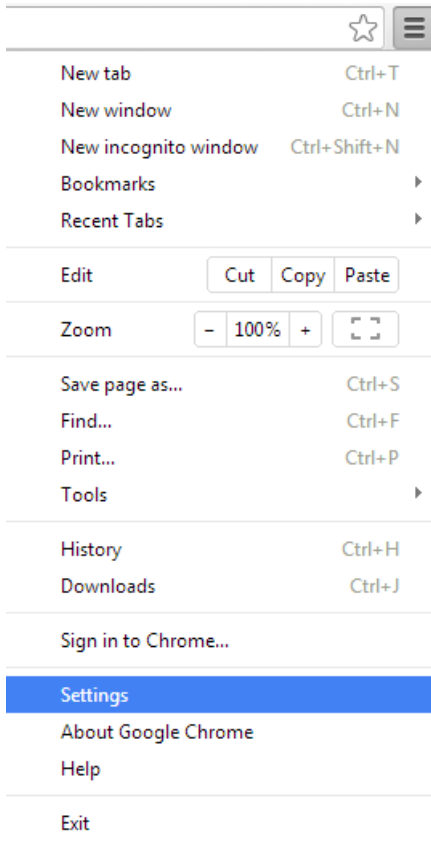 New tab Ctrl+T
New window Ctrl+N
New incognito window Ctrl+Shift+N
Bookmarks
Recent Tabs
Edit Cut Copy Paste
Zoom - 100% +
Save page as... Ctrl+S
Find... Ctrl+F
Print... Ctrl+P
Tools
History Ctrl+H
Downloads Ctrl+J
Sign in to Chrome...
Settings
About Google Chrome
Help
Exit